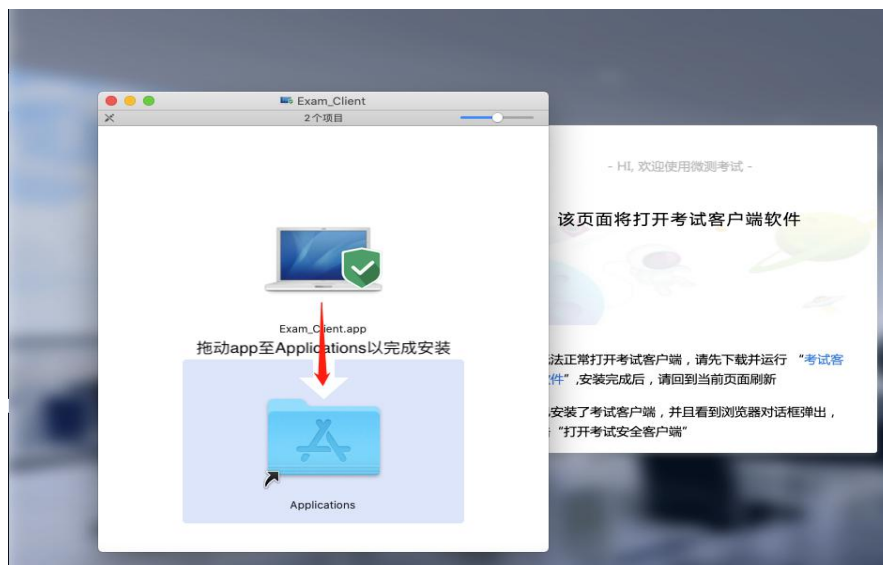 Exam_Client
2个项目
Exam_Client.app
拖动app至Applications以完成安装
Applications
- HI, 欢迎使用微测考试 -
该页面将打开考试客户端软件
法正常打开考试客户端，请先下载并运行 “考试客
件”,安装完成后，请回到当前页面刷新
安装了考试客户端，并且看到浏览器对话框弹出，
“打开考试安全客户端”